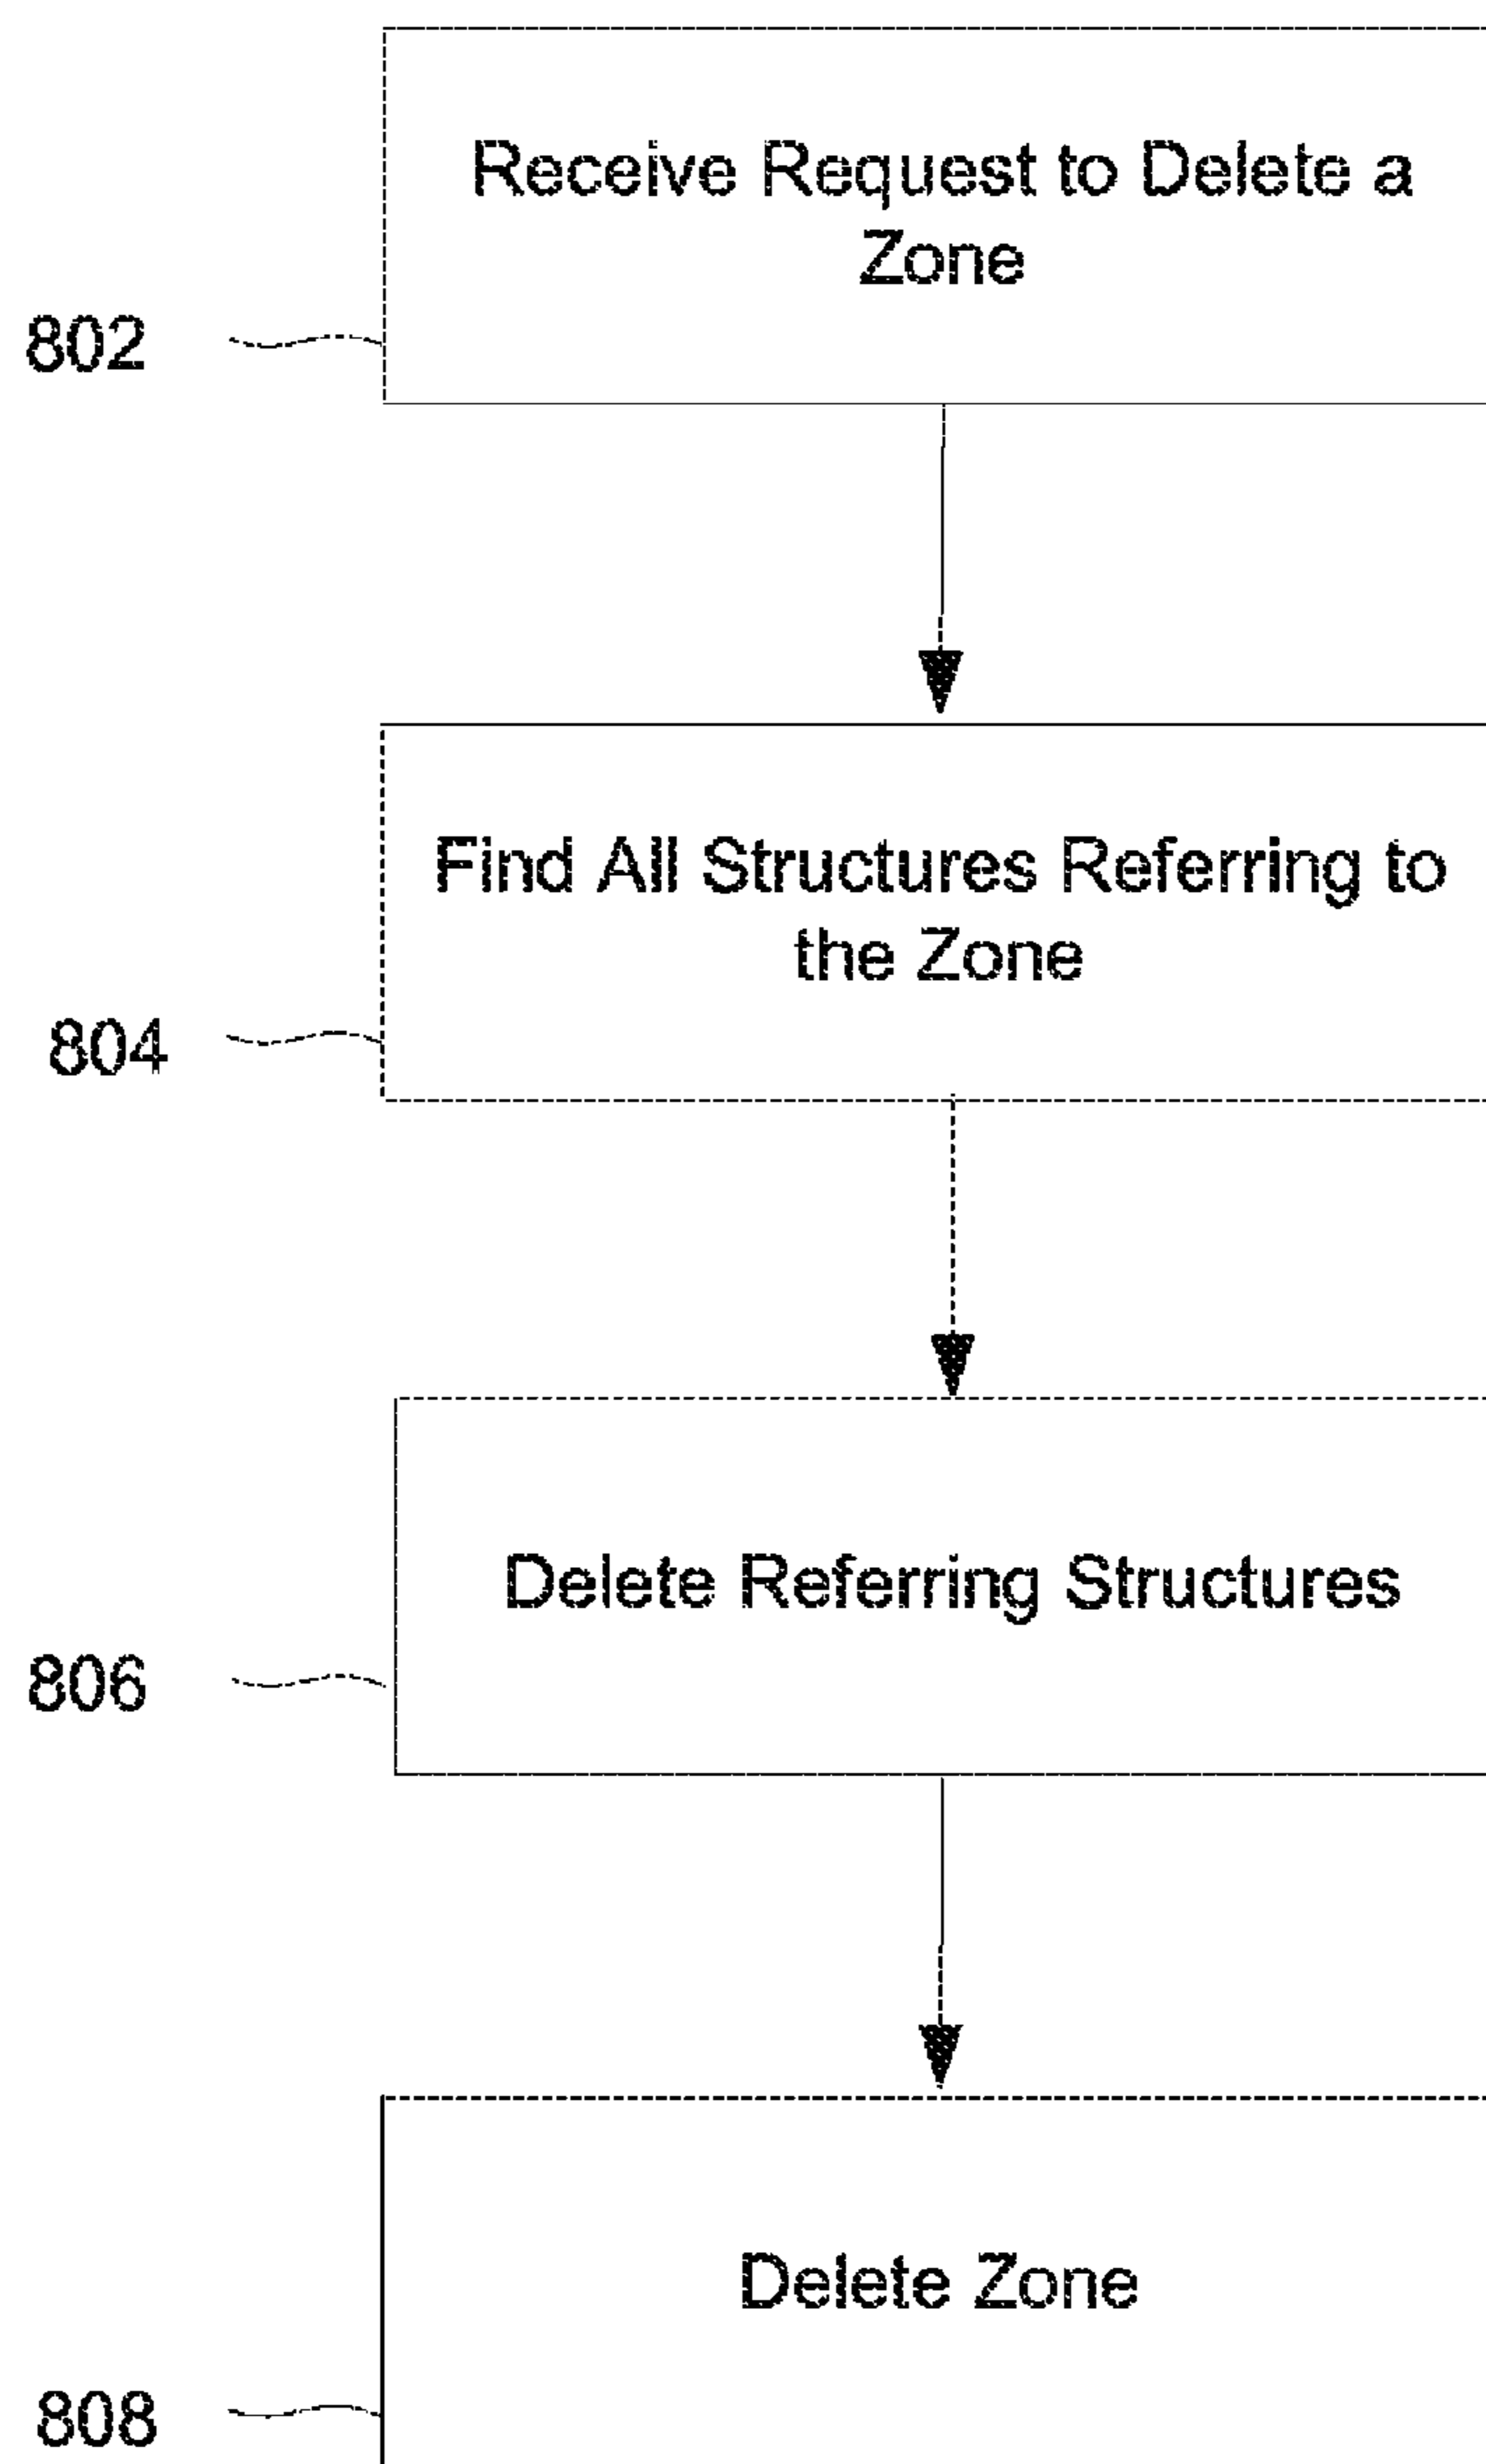 Receive Request to Delete a
Zone
802
Find All Structures Referring to
the Zone
804
Delete Referring Structures
806
Delete Zone
808